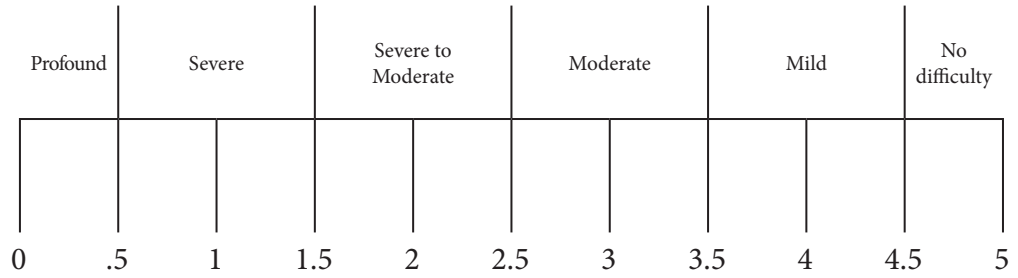 Profound
Severe
Severe to
Moderate
Moderate
Mild
No
difficulty
0 .5 1 1.5 2 2.5 3 3.5 4 4.5 5